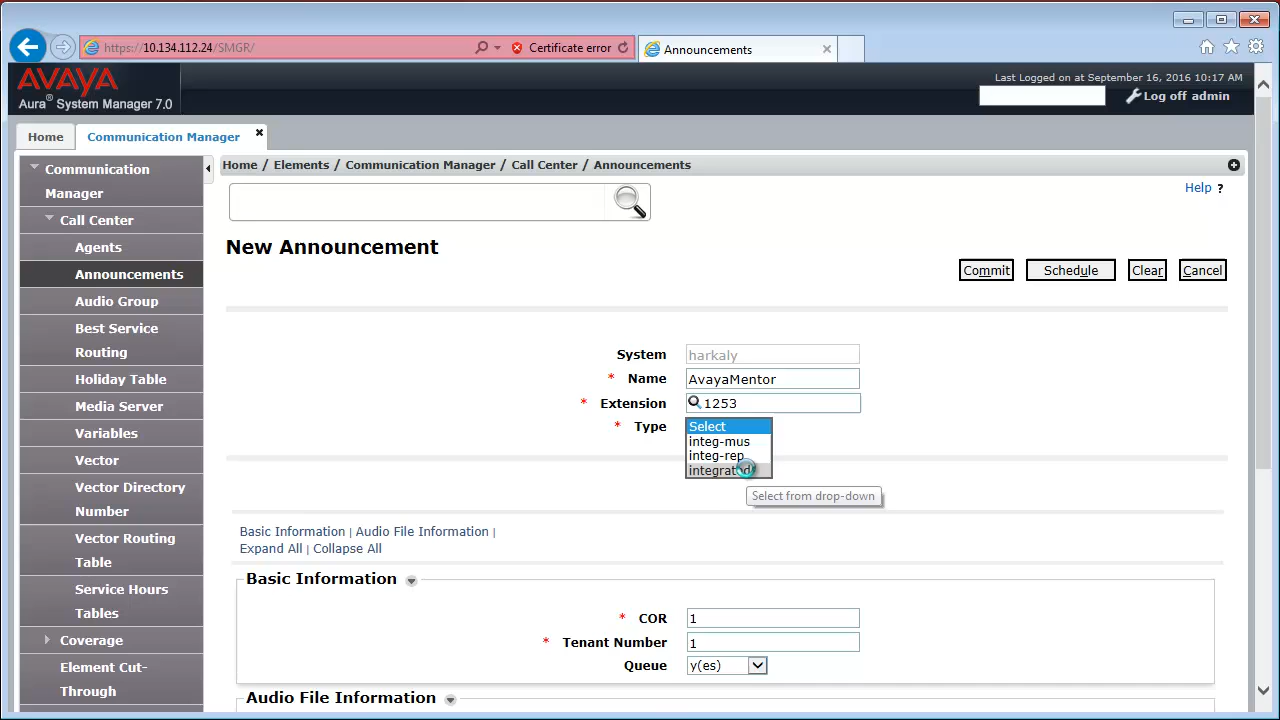 https://10.134.112.24/SMGR/
Certificate error
Announcements
AVAYA
Aura® System Manager 7.0
Last Logged on at September 16, 2016 10:17 AM
Log off admin
Home
Communication Manager
Communication
Manager
Call Center
Agents
Announcements
Audio Group
Best Service
Routing
Holiday Table
Media Server
Variables
Vector
Vector Directory
Number
Vector Routing
Table
Service Hours
Tables
Coverage
Element Cut-
Through
Home / Elements / Communication Manager / Call Center / Announcements
Help ?
New Announcement
Commit
Schedule
Clear
Cancel
System
harkaly
* Name
AvayaMentor
* Extension
1253
* Type
Select
integ-mus
integ-rep
integrated
Select from drop-down
Basic Information | Audio File Information |
Expand All | Collapse All
Basic Information
* COR
1
* Tenant Number
1
Queue
y(es)
Audio File Information